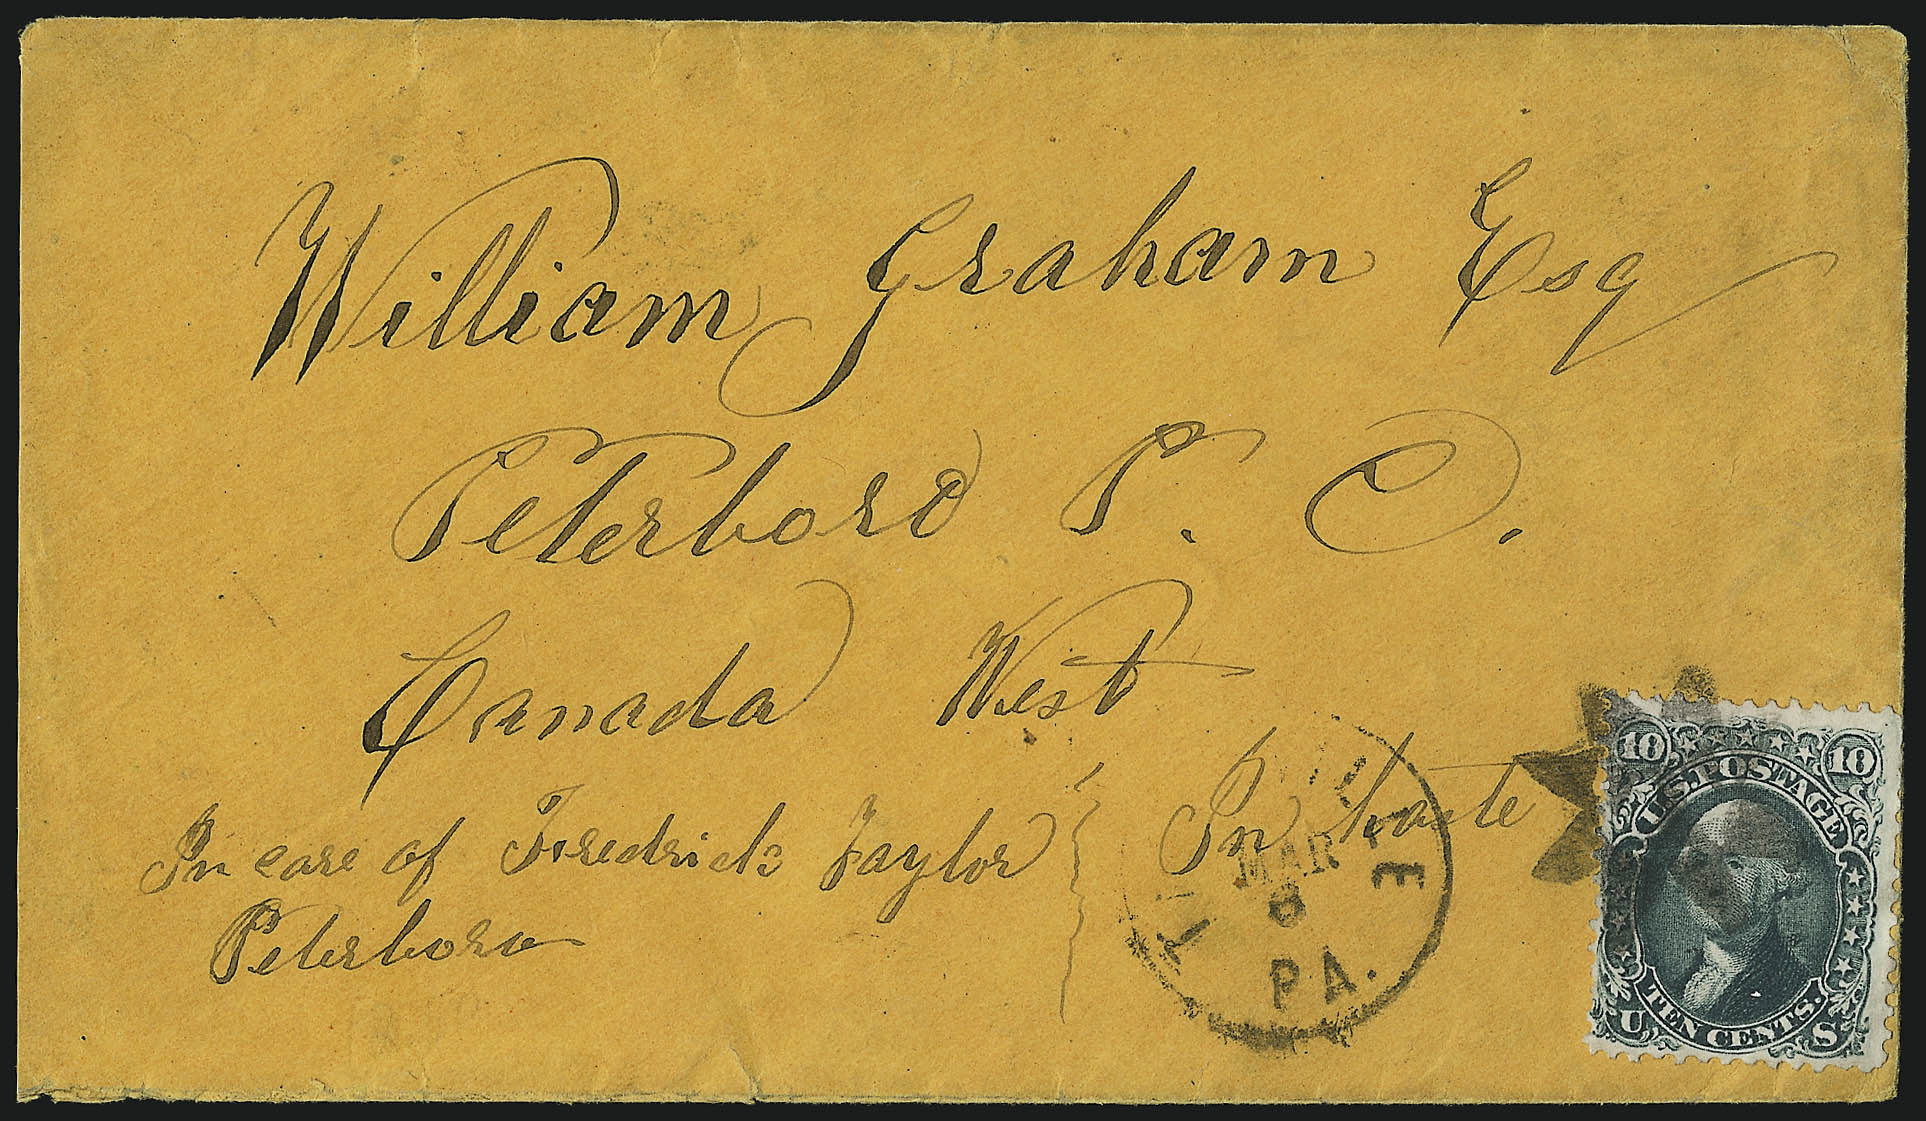 William Graham Esq
Peterboro P. O.
Canada West
In care of Fredrick Taylor } In haste
Peterboro
MAR
8
PA.
10 10
U.S. POSTAGE
TEN CENTS.
U S